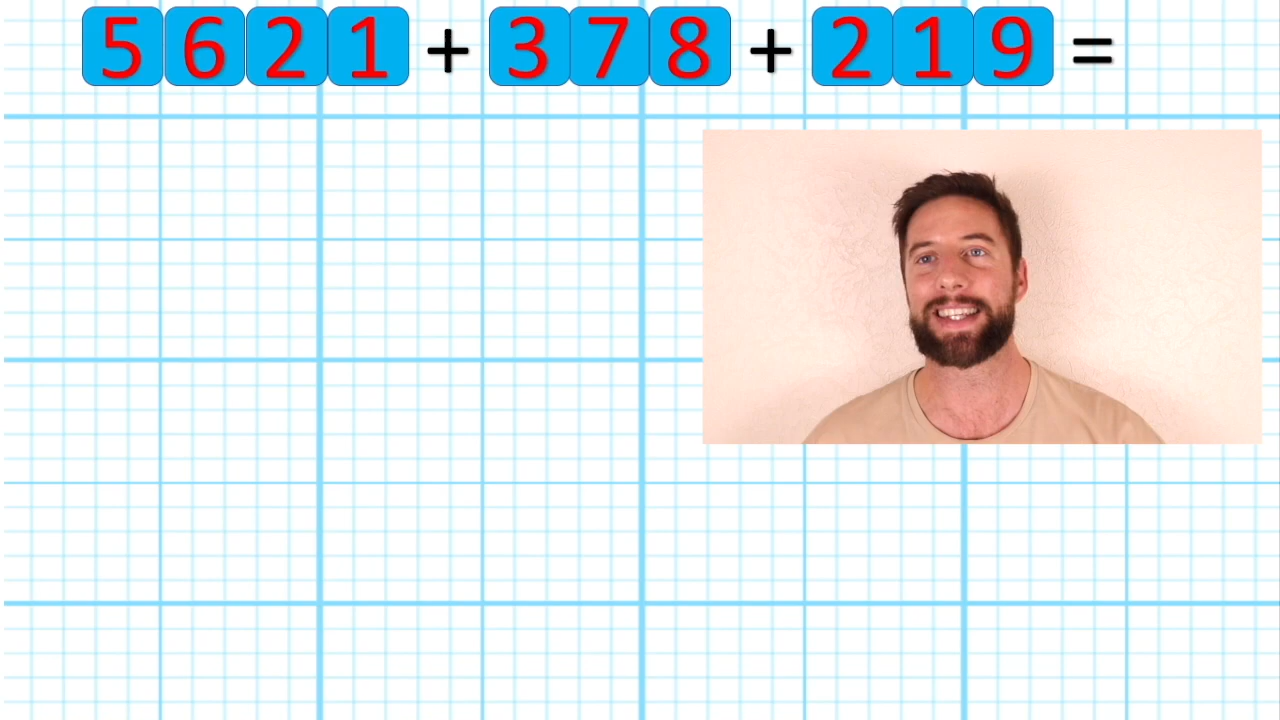 5621 + 378 + 219 =